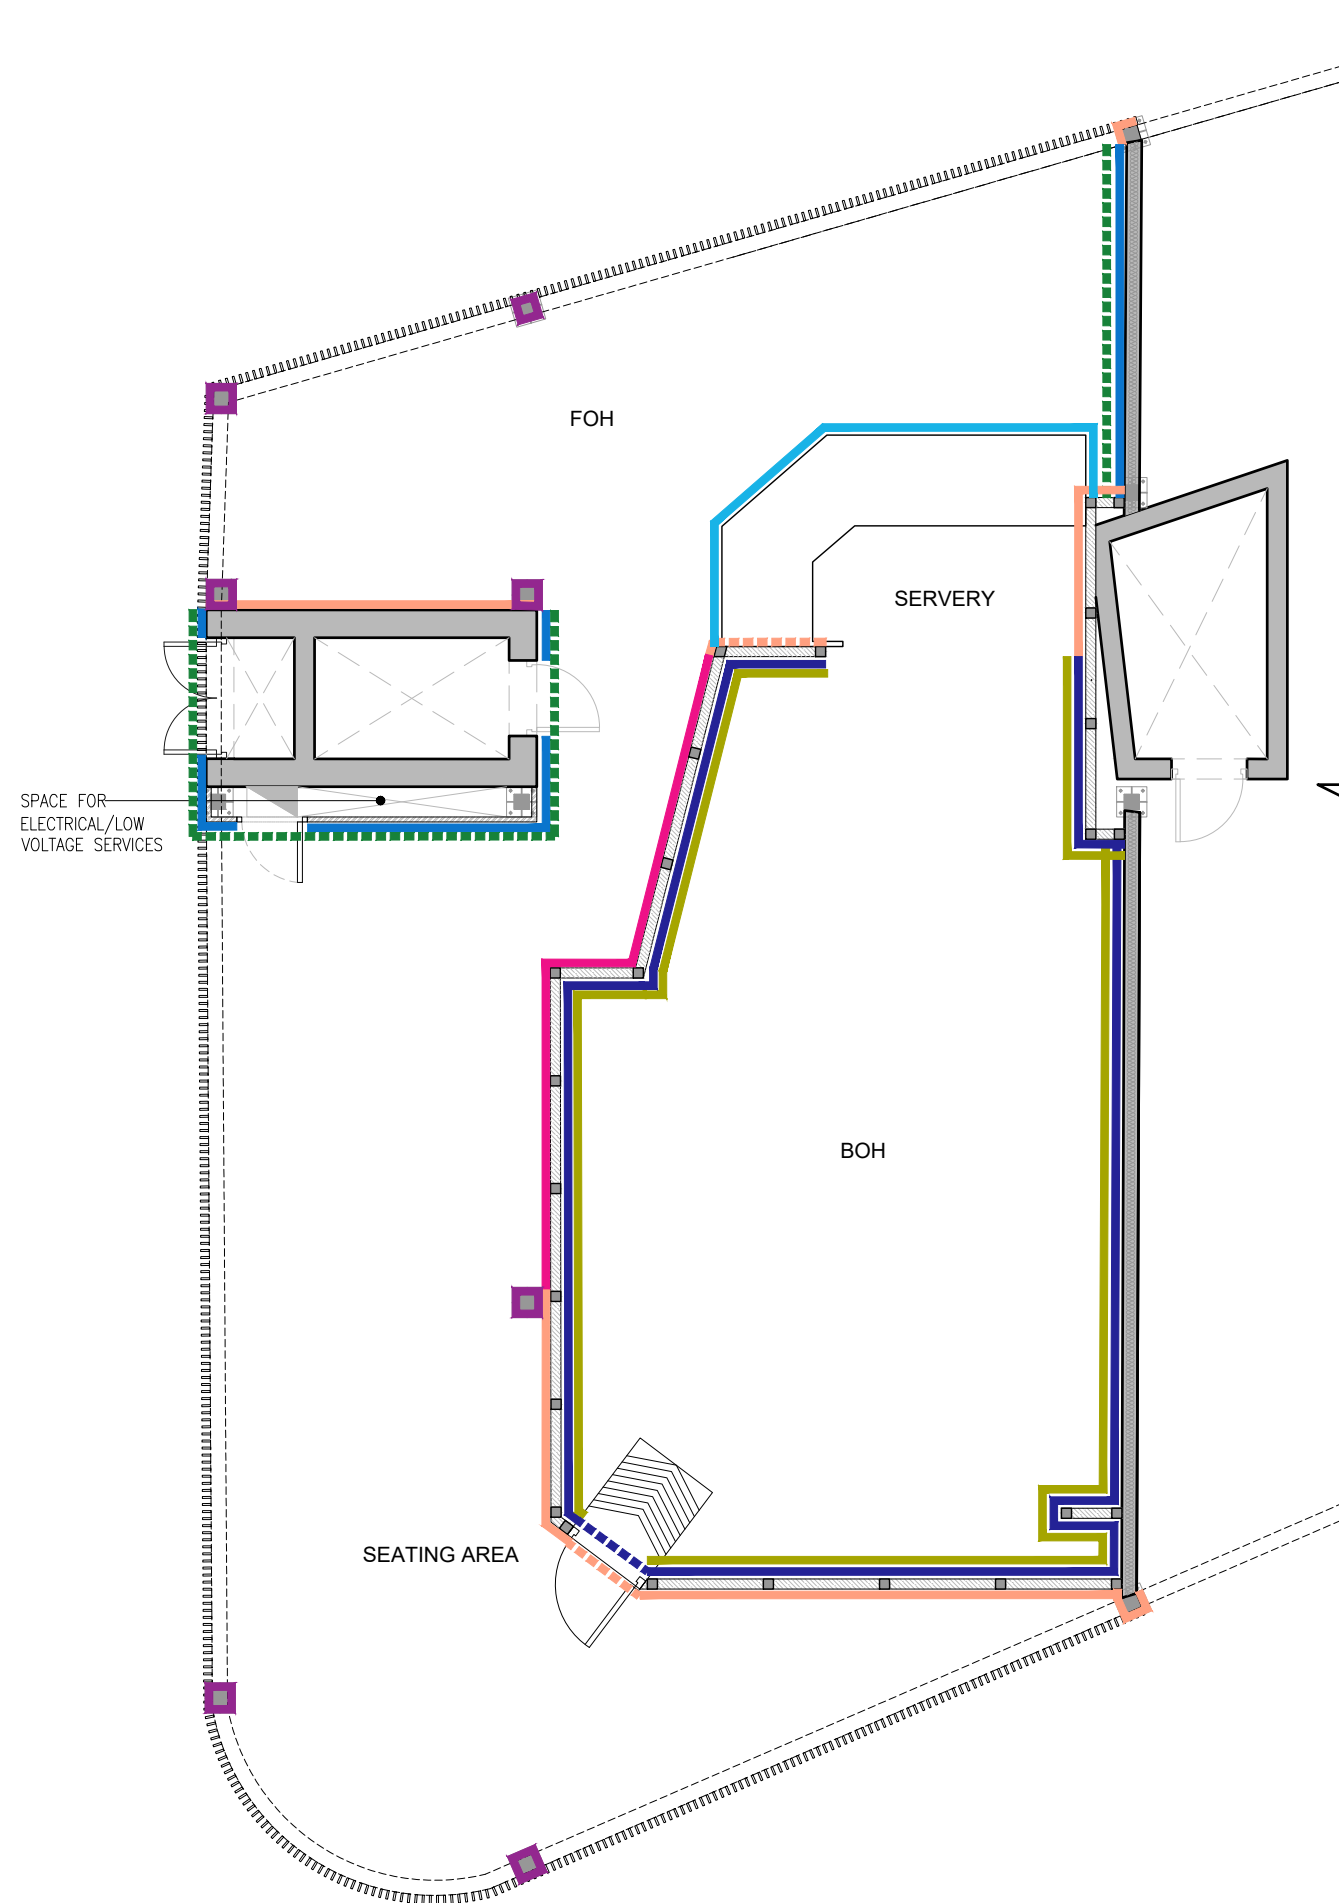 FOH
SERVERY
SPACE FOR
ELECTRICAL/LOW
VOLTAGE SERVICES
BOH
SEATING AREA